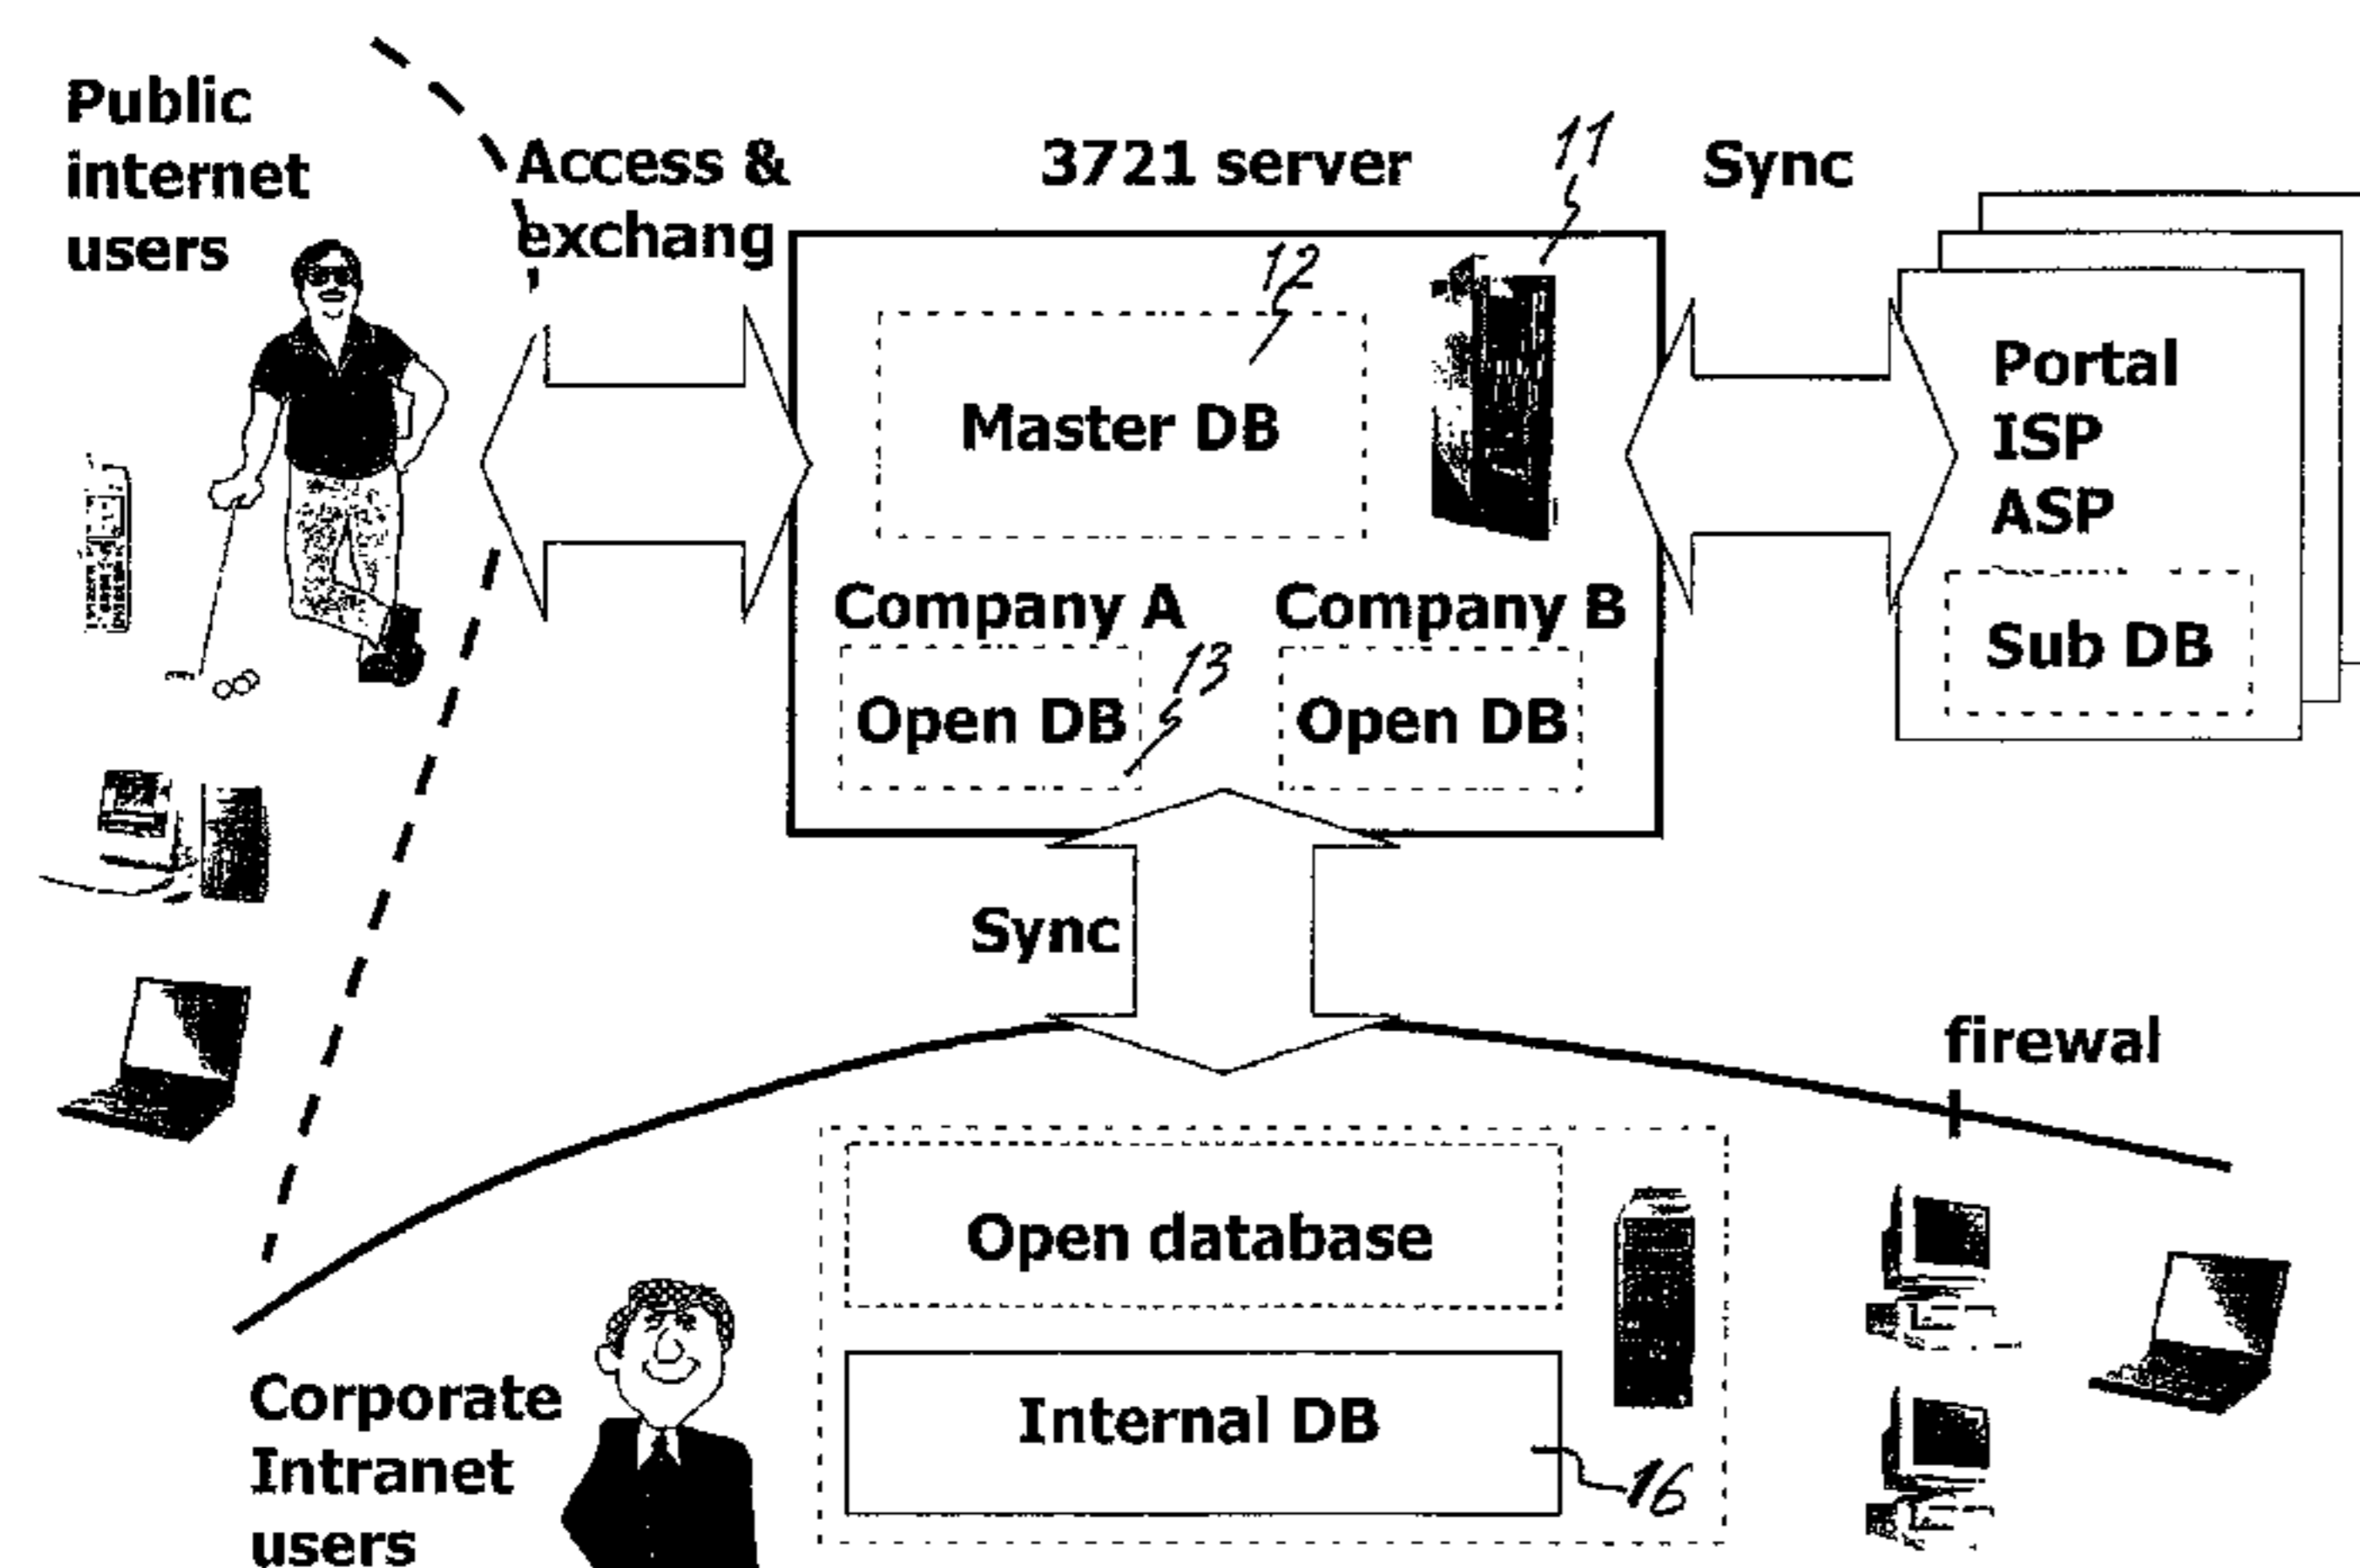 Public
internet
users
Access &
exchang
3721 server
11
Sync
12
Master DB
Portal
ISP
ASP
Sub DB
Company A
Company B
13
Open DB
Open DB
Sync
firewal
Open database
Internal DB
16
Corporate
Intranet
users